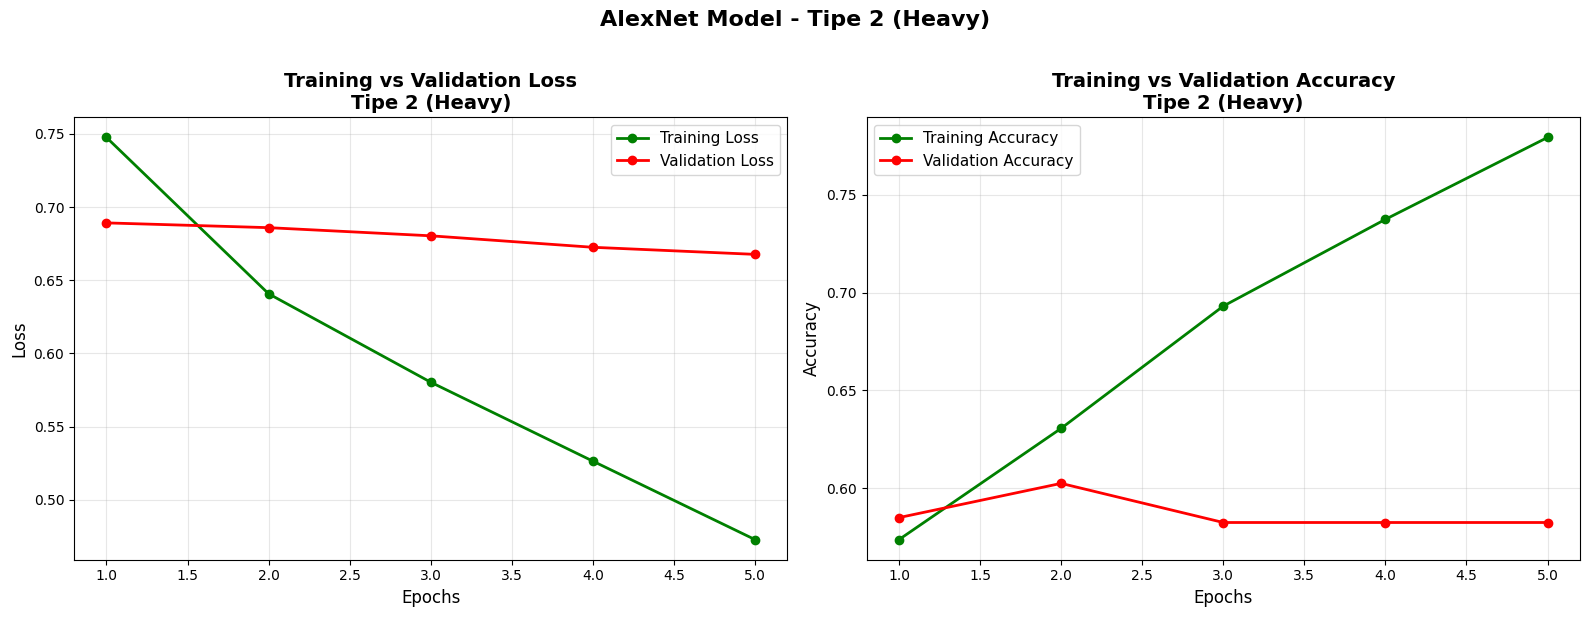 AlexNet Model - Tipe 2 (Heavy)
Training vs Validation Loss
Tipe 2 (Heavy)
Training Loss
Validation Loss
0.75
0.70
0.65
0.60
0.55
0.50
Loss
1.0 1.5 2.0 2.5 3.0 3.5 4.0 4.5 5.0
Epochs
Training vs Validation Accuracy
Tipe 2 (Heavy)
Training Accuracy
Validation Accuracy
0.75
0.70
0.65
0.60
Accuracy
1.0 1.5 2.0 2.5 3.0 3.5 4.0 4.5 5.0
Epochs